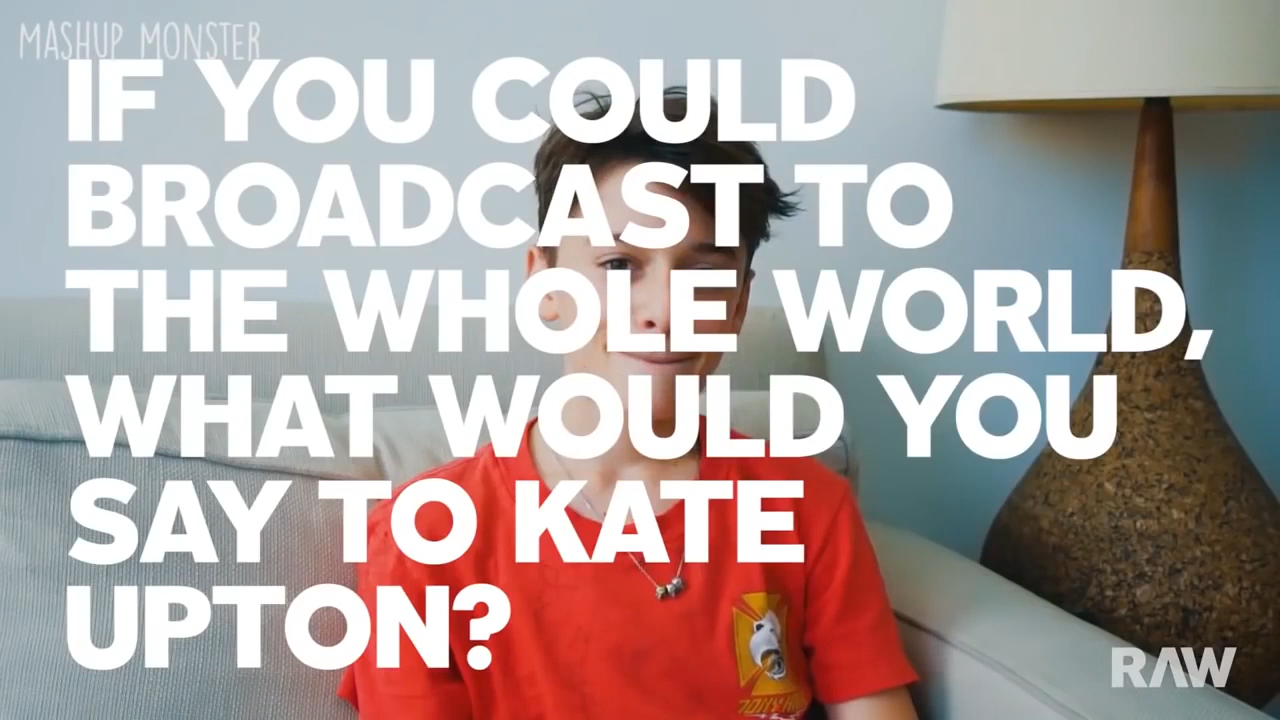 MASHUP MONSTER
IF YOU COULD
BROADCAST TO
THE WHOLE WORLD,
WHAT WOULD YOU
SAY TO KATE
UPTON?
RAW